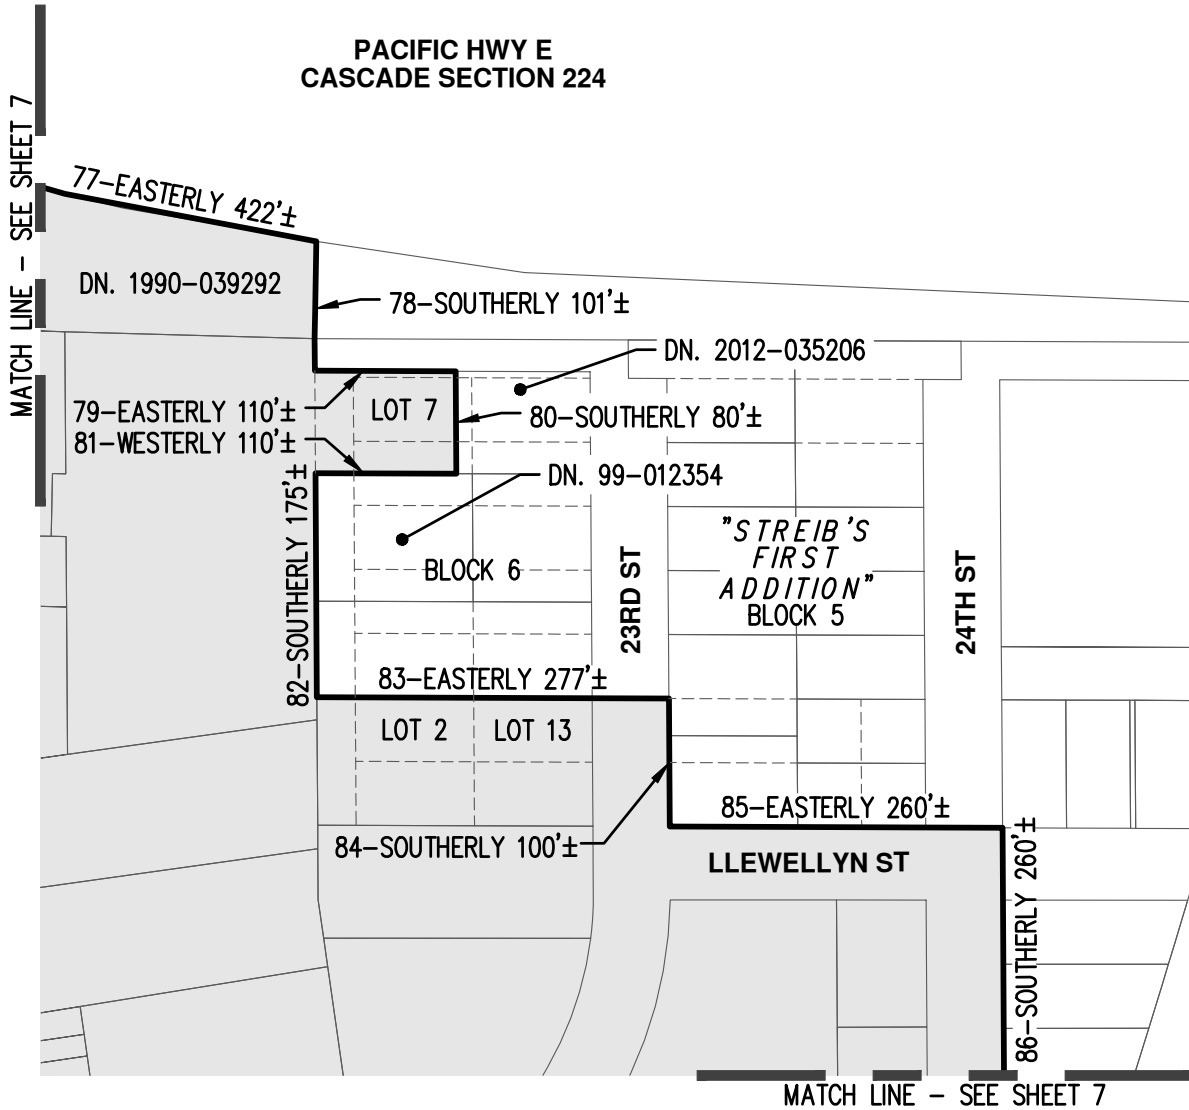 PACIFIC HWY E
CASCADE SECTION 224
MATCH LINE - SEE SHEET 7
77-EASTERLY 422'±
DN. 1990-039292
78-SOUTHERLY 101'±
DN. 2012-035206
79-EASTERLY 110'±
LOT 7
80-SOUTHERLY 80'±
81-WESTERLY 110'±
DN. 99-012354
82-SOUTHERLY 175'±
BLOCK 6
23RD ST
"STREIB'S
FIRST
ADDITION"
BLOCK 5
24TH ST
83-EASTERLY 277'±
LOT 2
LOT 13
84-SOUTHERLY 100'±
85-EASTERLY 260'±
LLEWELLYN ST
86-SOUTHERLY 260'±
MATCH LINE - SEE SHEET 7